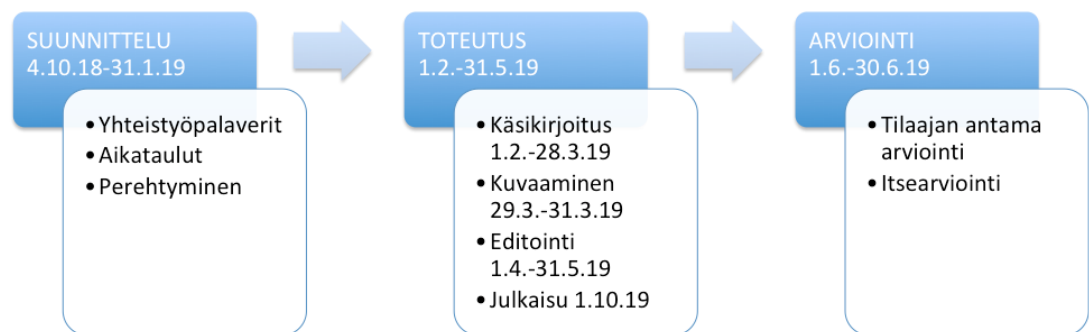 SUUNNITTELU
4.10.18-31.1.19
• Yhteistyöpalaverit
• Aikataulut
• Perehtyminen
TOTEUTUS
1.2.-31.5.19
• Käsikirjoitus
1.2.-28.3.19
• Kuvaaminen
29.3.-31.3.19
• Editointi
1.4.-31.5.19
• Julkaisu 1.10.19
ARVIOINTI
1.6.-30.6.19
• Tilaajan antama
arviointi
• Itsearviointi